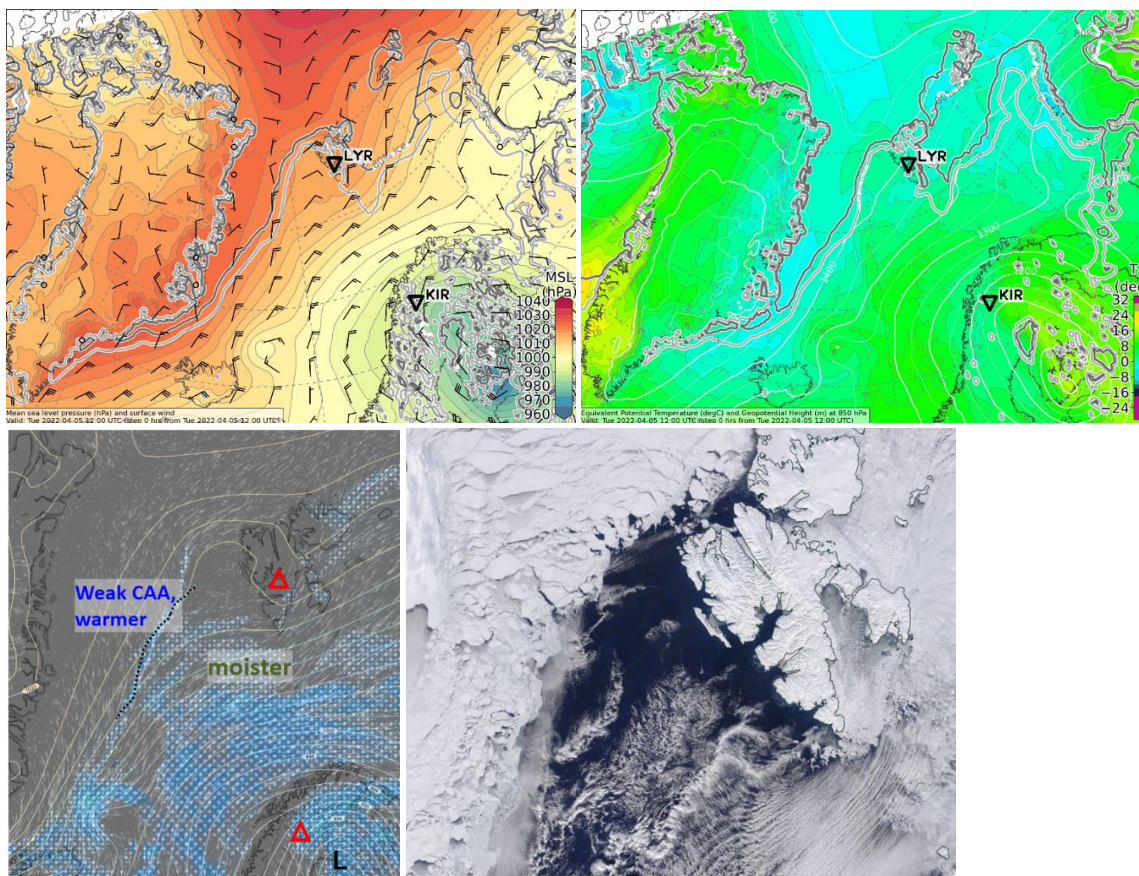 LYR
KIR
MSL
(hPa)
1040
1030
1020
1010
1000
990
980
970
960
Mean sea level pressure (hPa) and surface wind
Valid: Tue 2022-04-05 12:00 UTC (step 0 hrs from Tue 2022-04-05 12:00 UTC)
LYR
1400
1300
KIR
(de
32
24
16
8
0
−8
−16
−24
Equivalent Potential Temperature (degC) and Geopotential Height (m) at 850 hPa
Valid: Tue 2022-04-05 12:00 UTC (step 0 hrs from Tue 2022-04-05 12:00 UTC)
Weak CAA,
warmer
moister
L